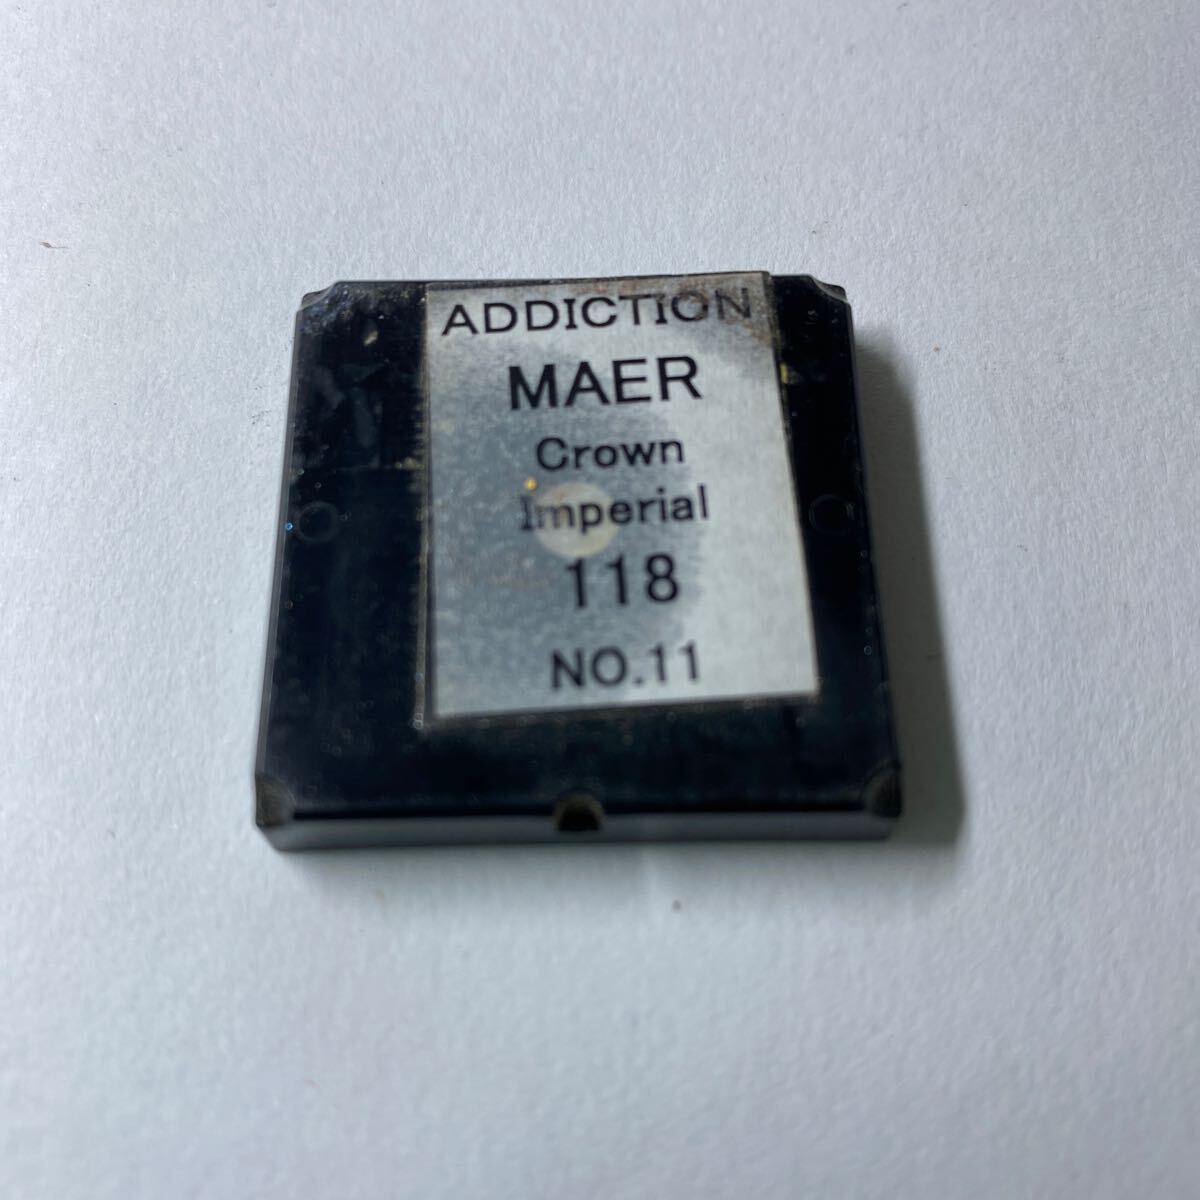 ADDICTION
MAER
Crown
Imperial
118
NO.11